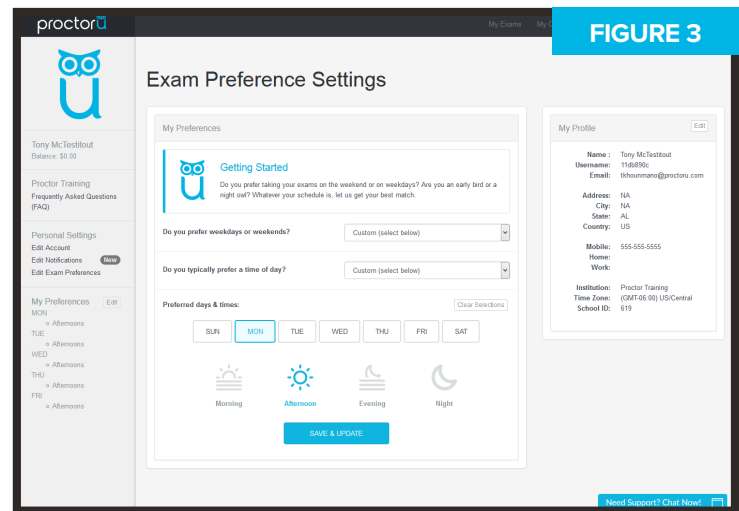 proctorU
My Exams
FIGURE 3
Tony McTestitout
Balance: $0.00
Proctor Training
Frequently Asked Questions
(FAQ)
Personal Settings
Edit Account
Edit Notifications New
Edit Exam Preferences
My Preferences Edit
MON
» Afternoons
TUE
» Afternoons
WED
» Afternoons
THU
» Afternoons
FRI
» Afternoons
Exam Preference Settings
My Preferences
Getting Started
Do you prefer taking your exams on the weekend or on weekdays? Are you an early bird or a
night owl? Whatever your schedule is, let us get your best match.
Do you prefer weekdays or weekends? Custom (select below)
Do you typically prefer a time of day? Custom (select below)
Preferred days & times: Clear Selections
SUN MON TUE WED THU FRI SAT
Morning Afternoon Evening Night
SAVE & UPDATE
My Profile Edit
Name : Tony McTestitout
Username: 11db890c
Email: tkhounmano@proctoru.com
Address: NA
City: NA
State: AL
Country: US
Mobile: 555-555-5555
Home:
Work:
Institution: Proctor Training
Time Zone: (GMT-06:00) US/Central
School ID: 619
Need Support? Chat Now!